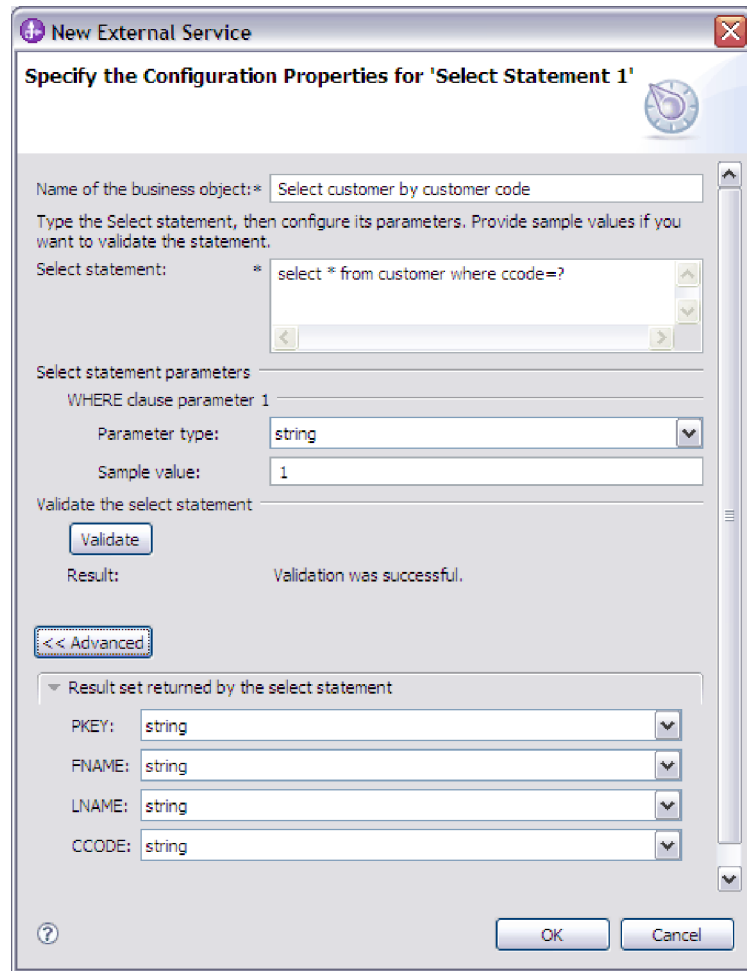 New External Service
Specify the Configuration Properties for 'Select Statement 1'
Name of the business object:* Select customer by customer code
Type the Select statement, then configure its parameters. Provide sample values if you
want to validate the statement.
Select statement: * select * from customer where ccode=?
Select statement parameters
WHERE clause parameter 1
Parameter type: string
Sample value: 1
Validate the select statement
Validate
Result: Validation was successful.
<< Advanced
Result set returned by the select statement
PKEY: string
FNAME: string
LNAME: string
CCODE: string
? OK Cancel